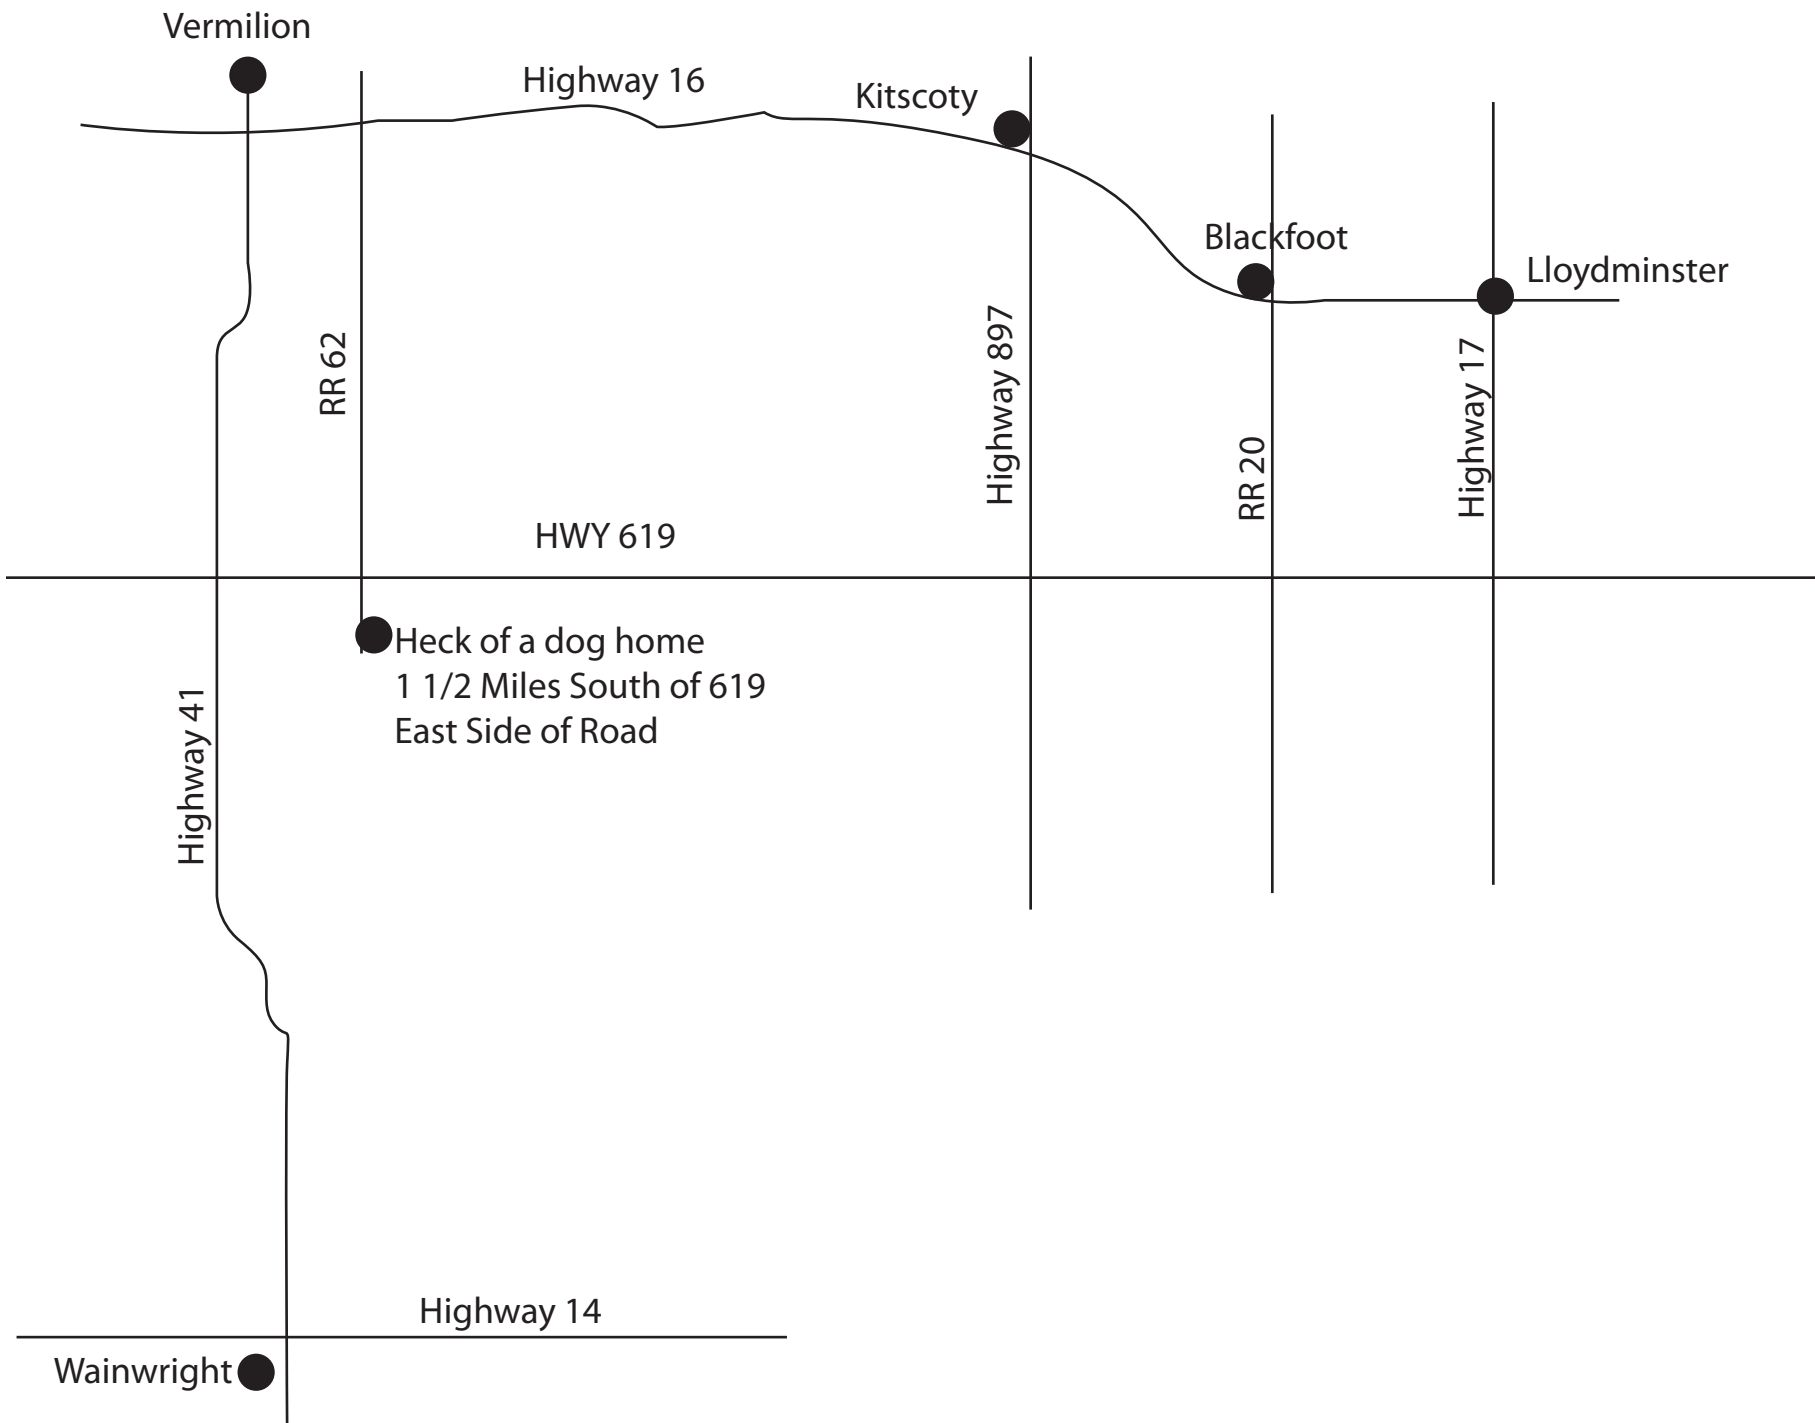 Vermilion
Highway 16
Kitscoty
Blackfoot
Lloydminster
RR 62
Highway 897
Highway 17
RR 20
HWY 619
Heck of a dog home
1 1/2 Miles South of 619
East Side of Road
Highway 41
Highway 14
Wainwright